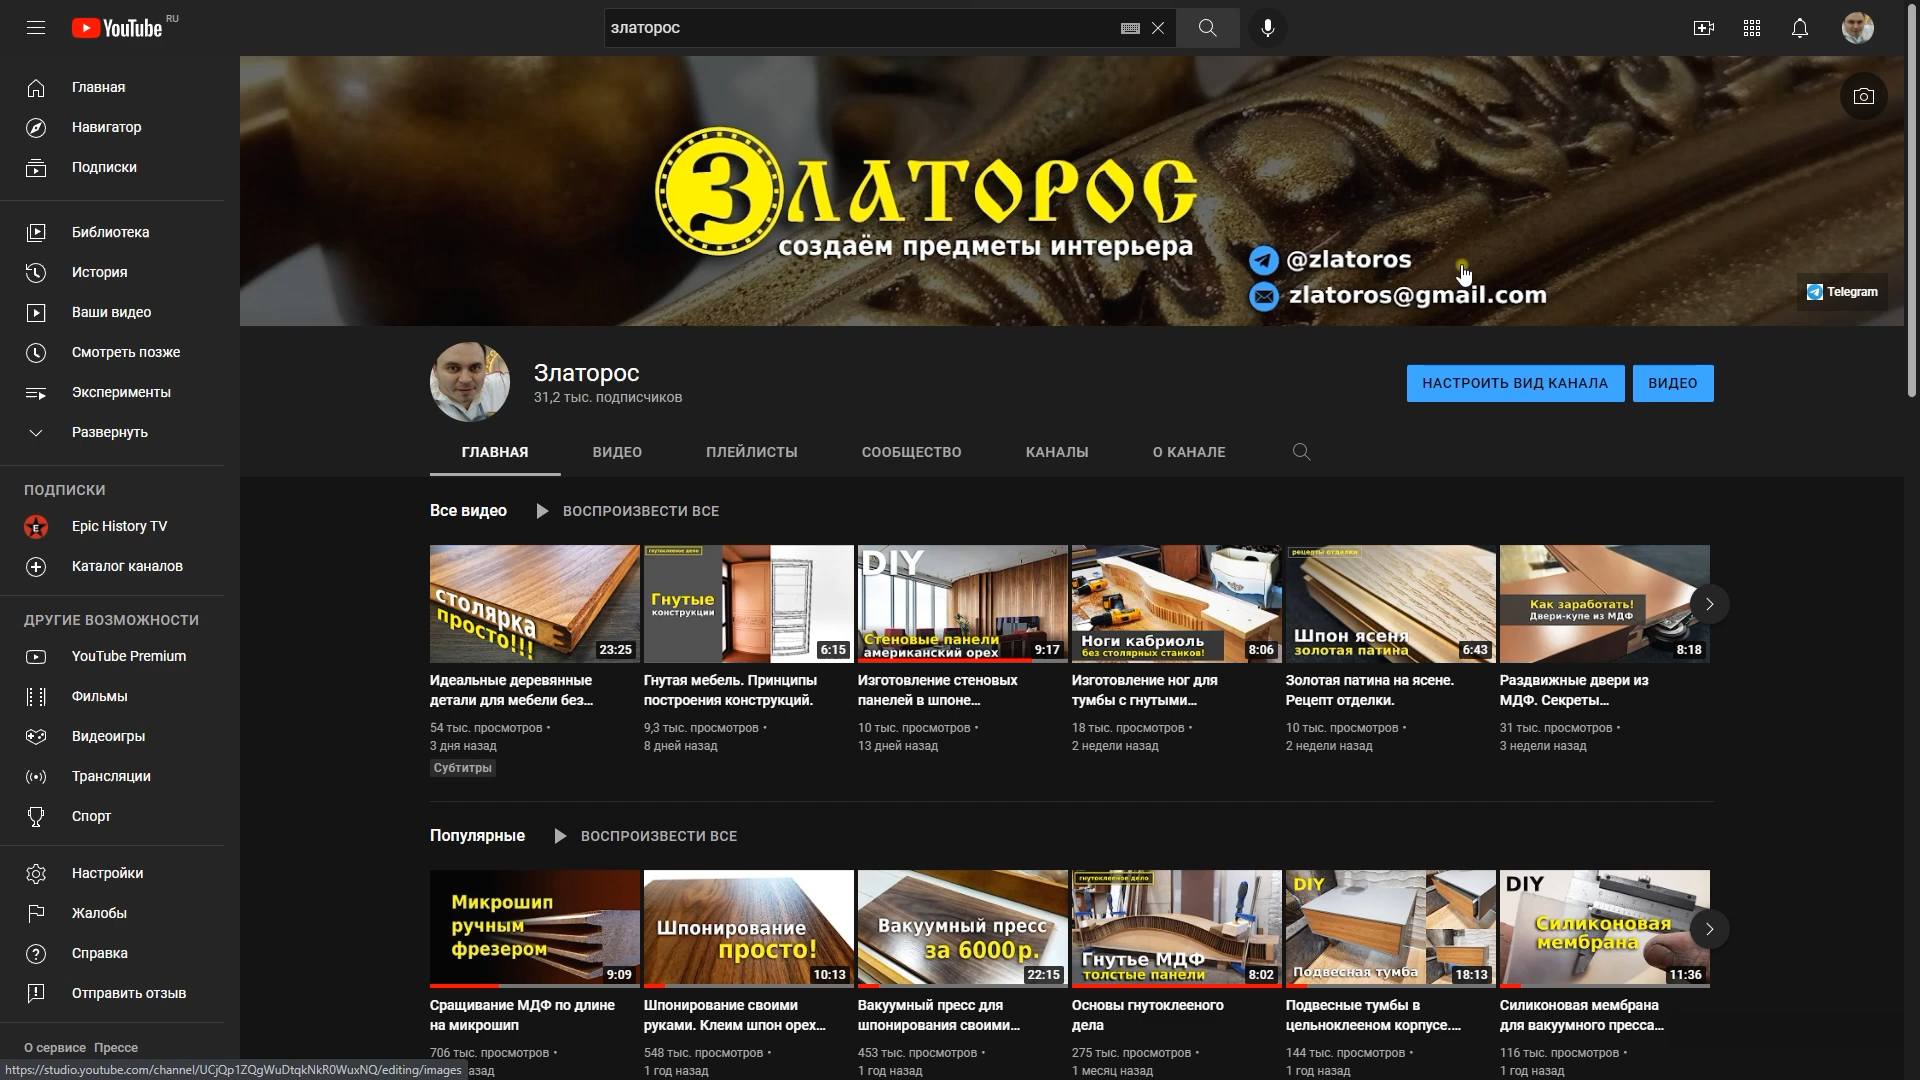 YouTube RU
златорос
Главная
Навигатор
Подписки
Библиотека
История
Ваши видео
Смотреть позже
Эксперименты
Развернуть
ПОДПИСКИ
Epic History TV
Каталог каналов
ДРУГИЕ ВОЗМОЖНОСТИ
YouTube Premium
Фильмы
Видеоигры
Трансляции
Спорт
Настройки
Жалобы
Справка
Отправить отзыв
О сервисе Прессе
https://studio.youtube.com/channel/UCjQp1ZQgWuDtqkNkR0WuxNQ/editing/images
ЗЛАТОРОС
создаём предметы интерьера
@zlatoros
zlatoros@gmail.com
Telegram
Златорос
31,2 тыс. подписчиков
НАСТРОИТЬ ВИД КАНАЛА
ВИДЕО
ГЛАВНАЯ ВИДЕО ПЛЕЙЛИСТЫ СООБЩЕСТВО КАНАЛЫ О КАНАЛЕ
Все видео ВОСПРОИЗВЕСТИ ВСЕ
столярка
просто!!!
23:25
Идеальные деревянные
детали для мебели без...
54 тыс. просмотров •
3 дня назад
Субтитры
гнутоклееное дело
Гнутые
конструкции
6:15
Гнутая мебель. Принципы
построения конструкций.
9,3 тыс. просмотров •
8 дней назад
DIY
Стеновые панели
американский орех
9:17
Изготовление стеновых
панелей в шпоне...
10 тыс. просмотров •
13 дней назад
Ноги кабриоль
без столярных станков!
8:06
Изготовление ног для
тумбы с гнутыми...
18 тыс. просмотров •
2 недели назад
рецепты отделки
Шпон ясеня
золотая патина
6:43
Золотая патина на ясене.
Рецепт отделки.
10 тыс. просмотров •
2 недели назад
Как заработать!
Двери-купе из МДФ
8:18
Раздвижные двери из
МДФ. Секреты...
31 тыс. просмотров •
3 недели назад
Популярные ВОСПРОИЗВЕСТИ ВСЕ
Микрошип
ручным
фрезером
9:09
Сращивание МДФ по длине
на микрошип
706 тыс. просмотров •
азад
Шпонирование
просто!
10:13
Шпонирование своими
руками. Клеим шпон орех...
548 тыс. просмотров •
1 год назад
Вакуумный пресс
за 6000р.
22:15
Вакуумный пресс для
шпонирования своими...
453 тыс. просмотров •
1 год назад
гнутоклееное дело
Гнутье МДФ
толстые панели
8:02
Основы гнутоклееного
дела
275 тыс. просмотров •
1 месяц назад
DIY
Подвесная тумба
18:13
Подвесные тумбы в
цельноклееном корпусе....
144 тыс. просмотров •
1 год назад
DIY
Силиконовая
мембрана
11:36
Силиконовая мембрана
для вакуумного пресса...
116 тыс. просмотров •
1 год назад